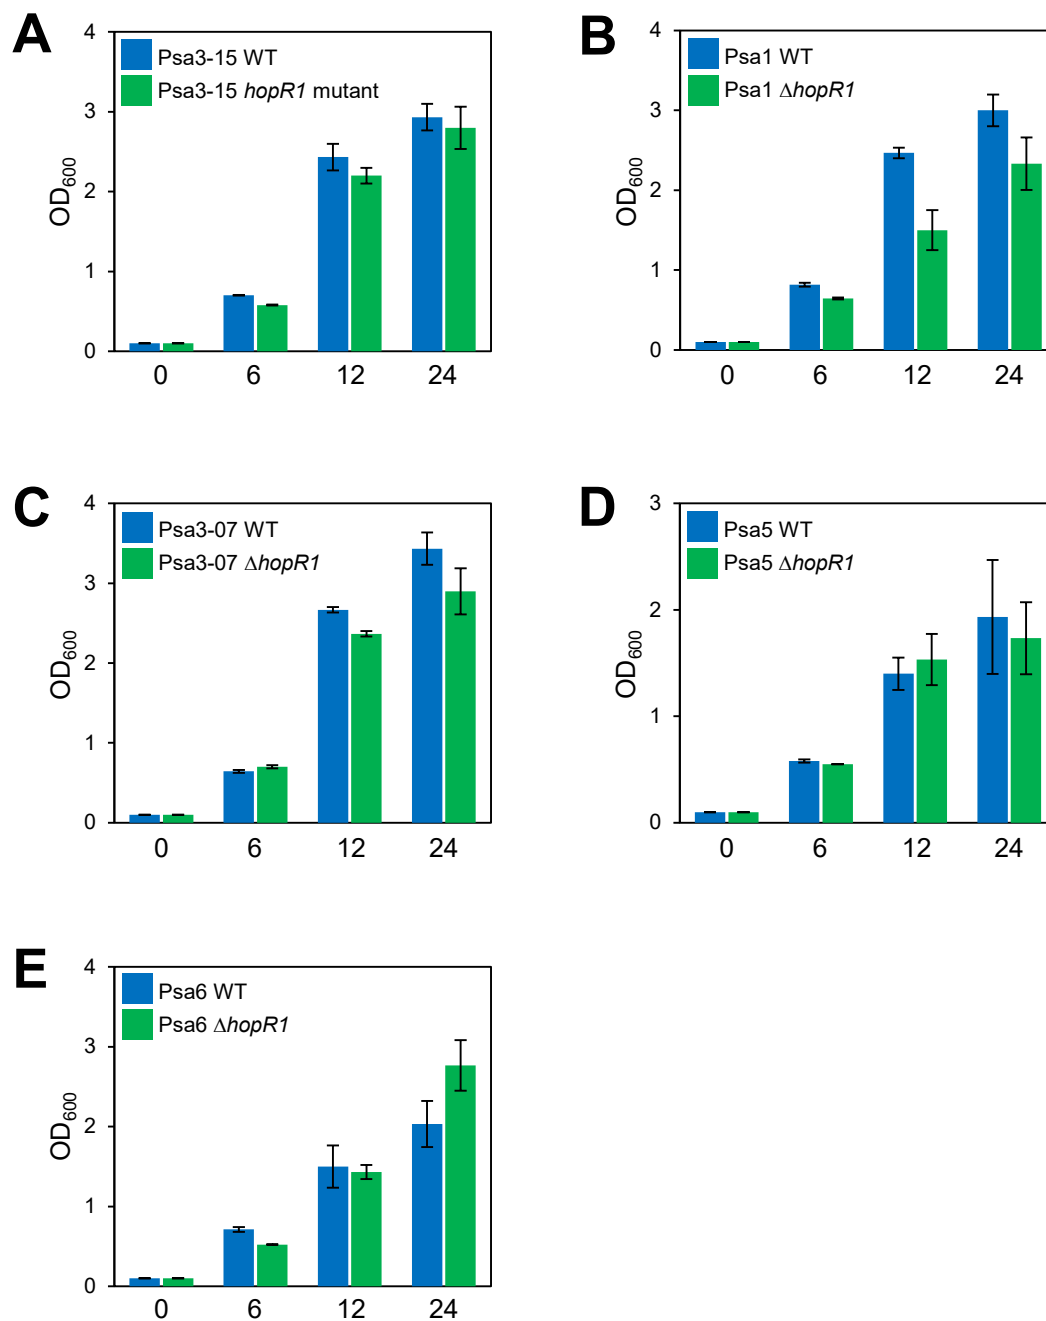 A
4
3
2
1
0
OD600
Psa3-15 WT
Psa3-15 hopR1 mutant
0 6 12 24
B
4
3
2
1
0
OD600
Psa1 WT
Psa1 ΔhopR1
0 6 12 24
C
4
3
2
1
0
OD600
Psa3-07 WT
Psa3-07 ΔhopR1
0 6 12 24
D
3
2
1
0
OD600
Psa5 WT
Psa5 ΔhopR1
0 6 12 24
E
4
3
2
1
0
OD600
Psa6 WT
Psa6 ΔhopR1
0 6 12 24